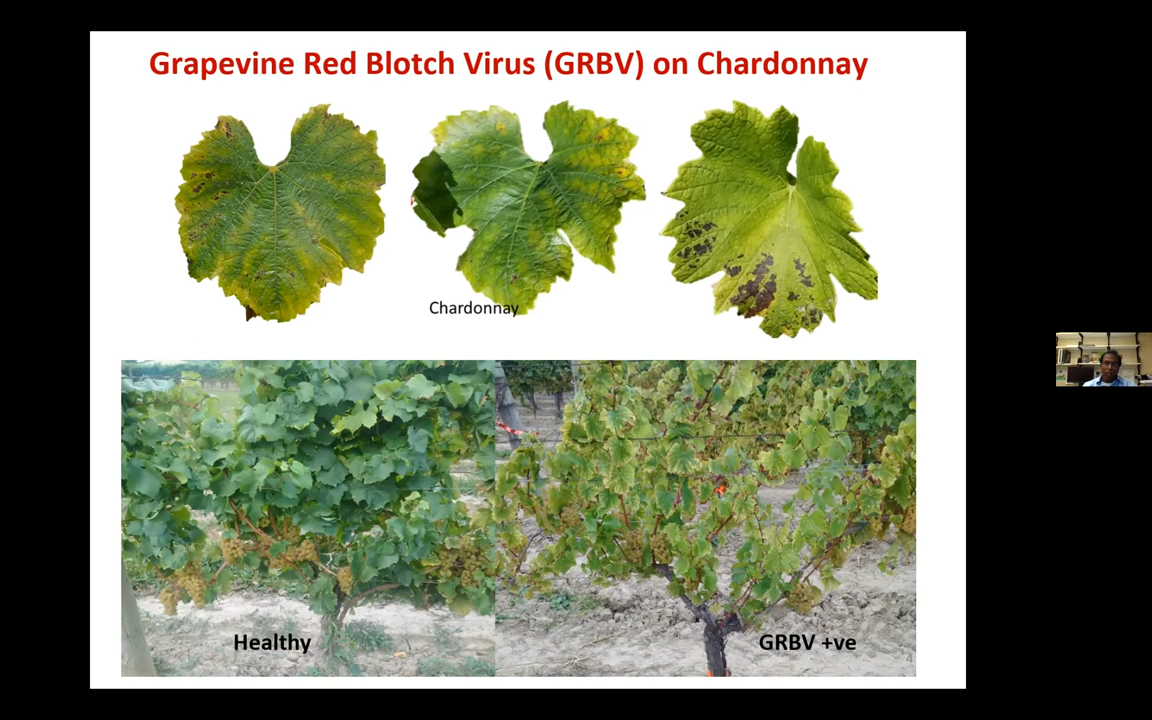 Grapevine Red Blotch Virus (GRBV) on Chardonnay
Chardonnay
Healthy
GRBV +ve